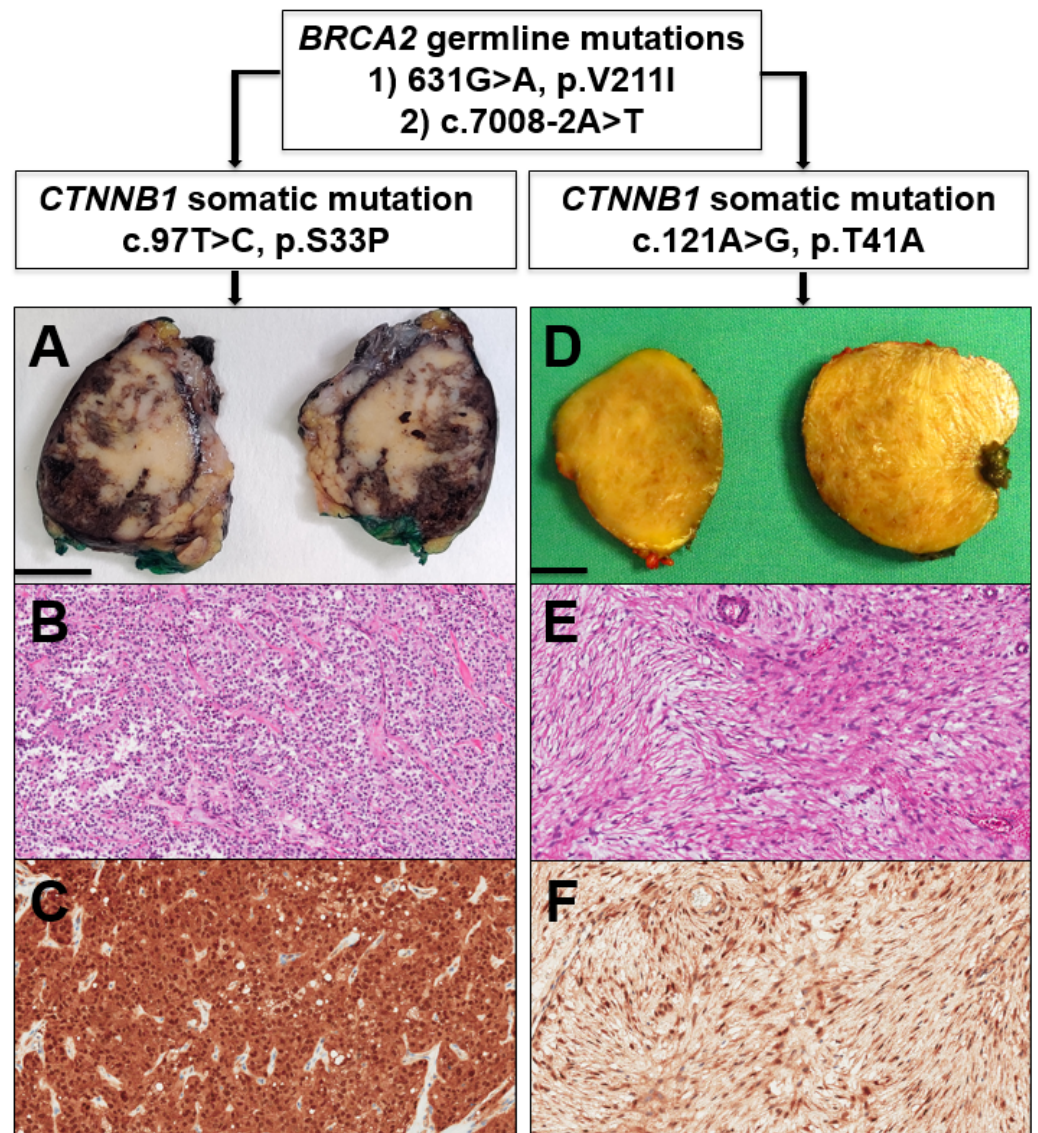 BRCA2 germline mutations
1) 631G>A, p.V211I
2) c.7008-2A>T
CTNNB1 somatic mutation
c.97T>C, p.S33P
CTNNB1 somatic mutation
c.121A>G, p.T41A
A
D
B
E
C
F